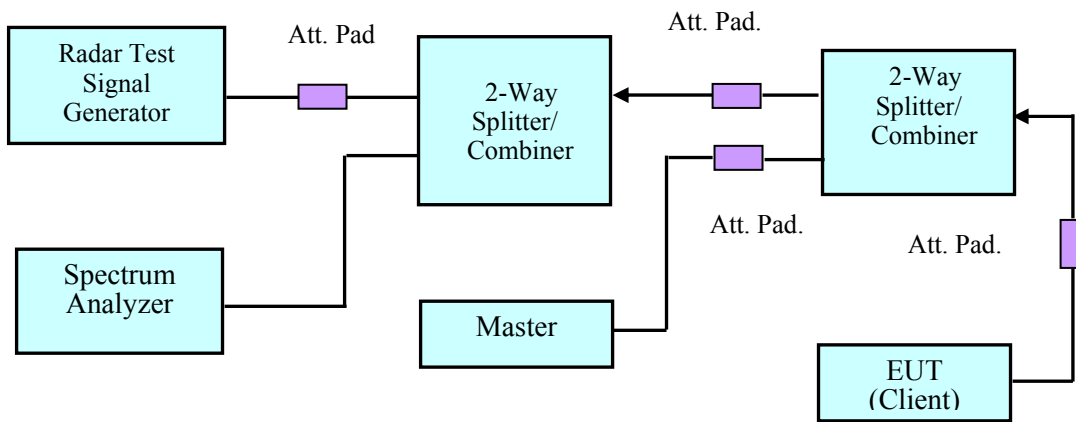 Radar Test
Signal
Generator
Att. Pad
2-Way
Splitter/
Combiner
Att. Pad.
2-Way
Splitter/
Combiner
Att. Pad.
Att. Pad.
Spectrum
Analyzer
Master
EUT
(Client)